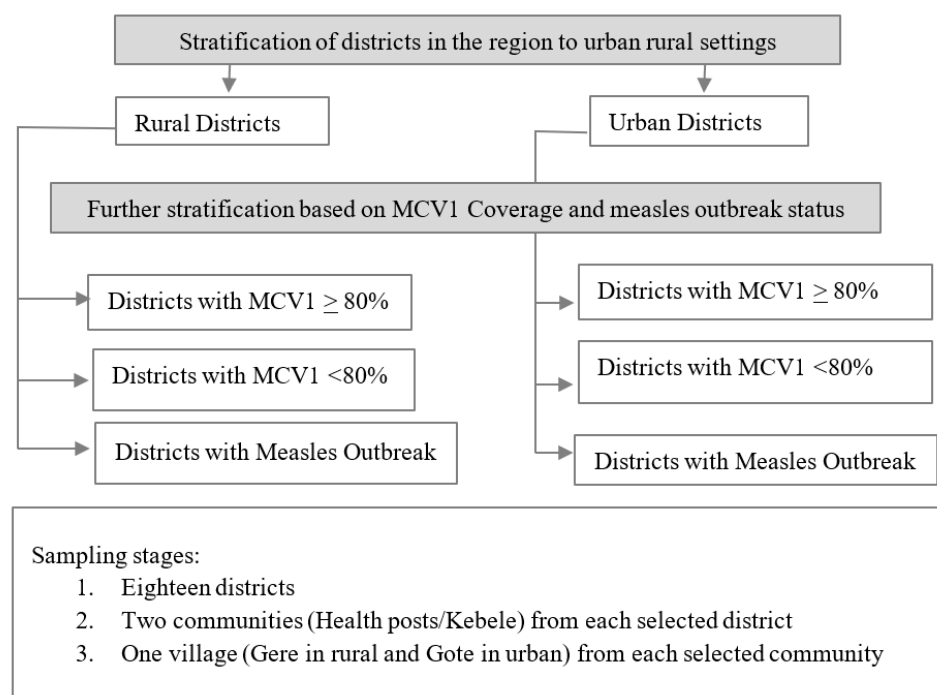 Stratification of districts in the region to urban rural settings
Rural Districts
Urban Districts
Further stratification based on MCV1 Coverage and measles outbreak status
Districts with MCV1 ≥ 80%
Districts with MCV1 <80%
Districts with Measles Outbreak
Districts with MCV1 ≥ 80%
Districts with MCV1 <80%
Districts with Measles Outbreak
Sampling stages:
1. Eighteen districts
2. Two communities (Health posts/Kebele) from each selected district
3. One village (Gere in rural and Gote in urban) from each selected community